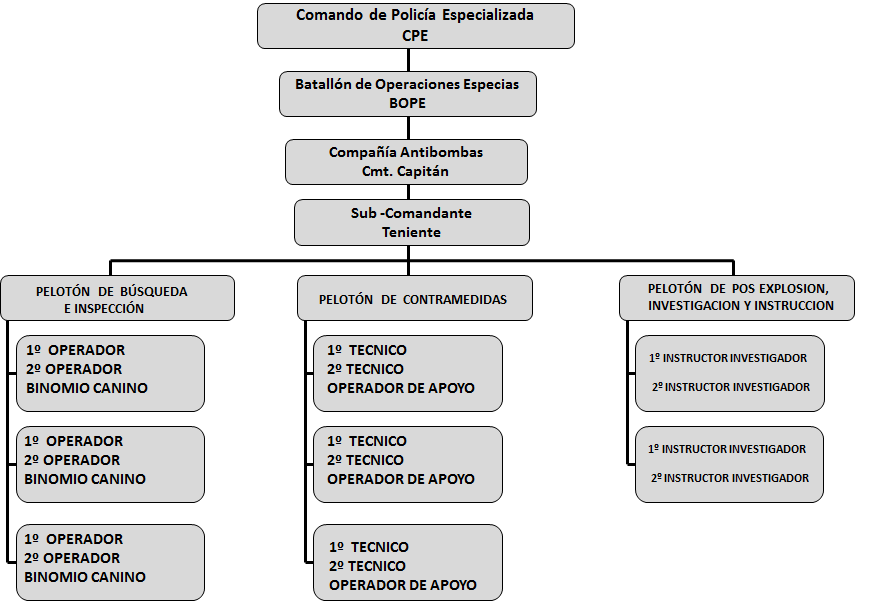 Comando de Policía Especializada
CPE
Batallón de Operaciones Especias
BOPE
Compañía Antibombas
Cmt. Capitán
Sub -Comandante
Teniente
PELOTÓN DE BÚSQUEDA
E INSPECCIÓN
1º OPERADOR
2º OPERADOR
BINOMIO CANINO
1º OPERADOR
2º OPERADOR
BINOMIO CANINO
1º OPERADOR
2º OPERADOR
BINOMIO CANINO
PELOTÓN DE CONTRAMEDIDAS
1º TECNICO
2º TECNICO
OPERADOR DE APOYO
1º TECNICO
2º TECNICO
OPERADOR DE APOYO
1º TECNICO
2º TECNICO
OPERADOR DE APOYO
PELOTÓN DE POS EXPLOSION,
INVESTIGACION Y INSTRUCCION
1º INSTRUCTOR INVESTIGADOR
2º INSTRUCTOR INVESTIGADOR
1º INSTRUCTOR INVESTIGADOR
2º INSTRUCTOR INVESTIGADOR